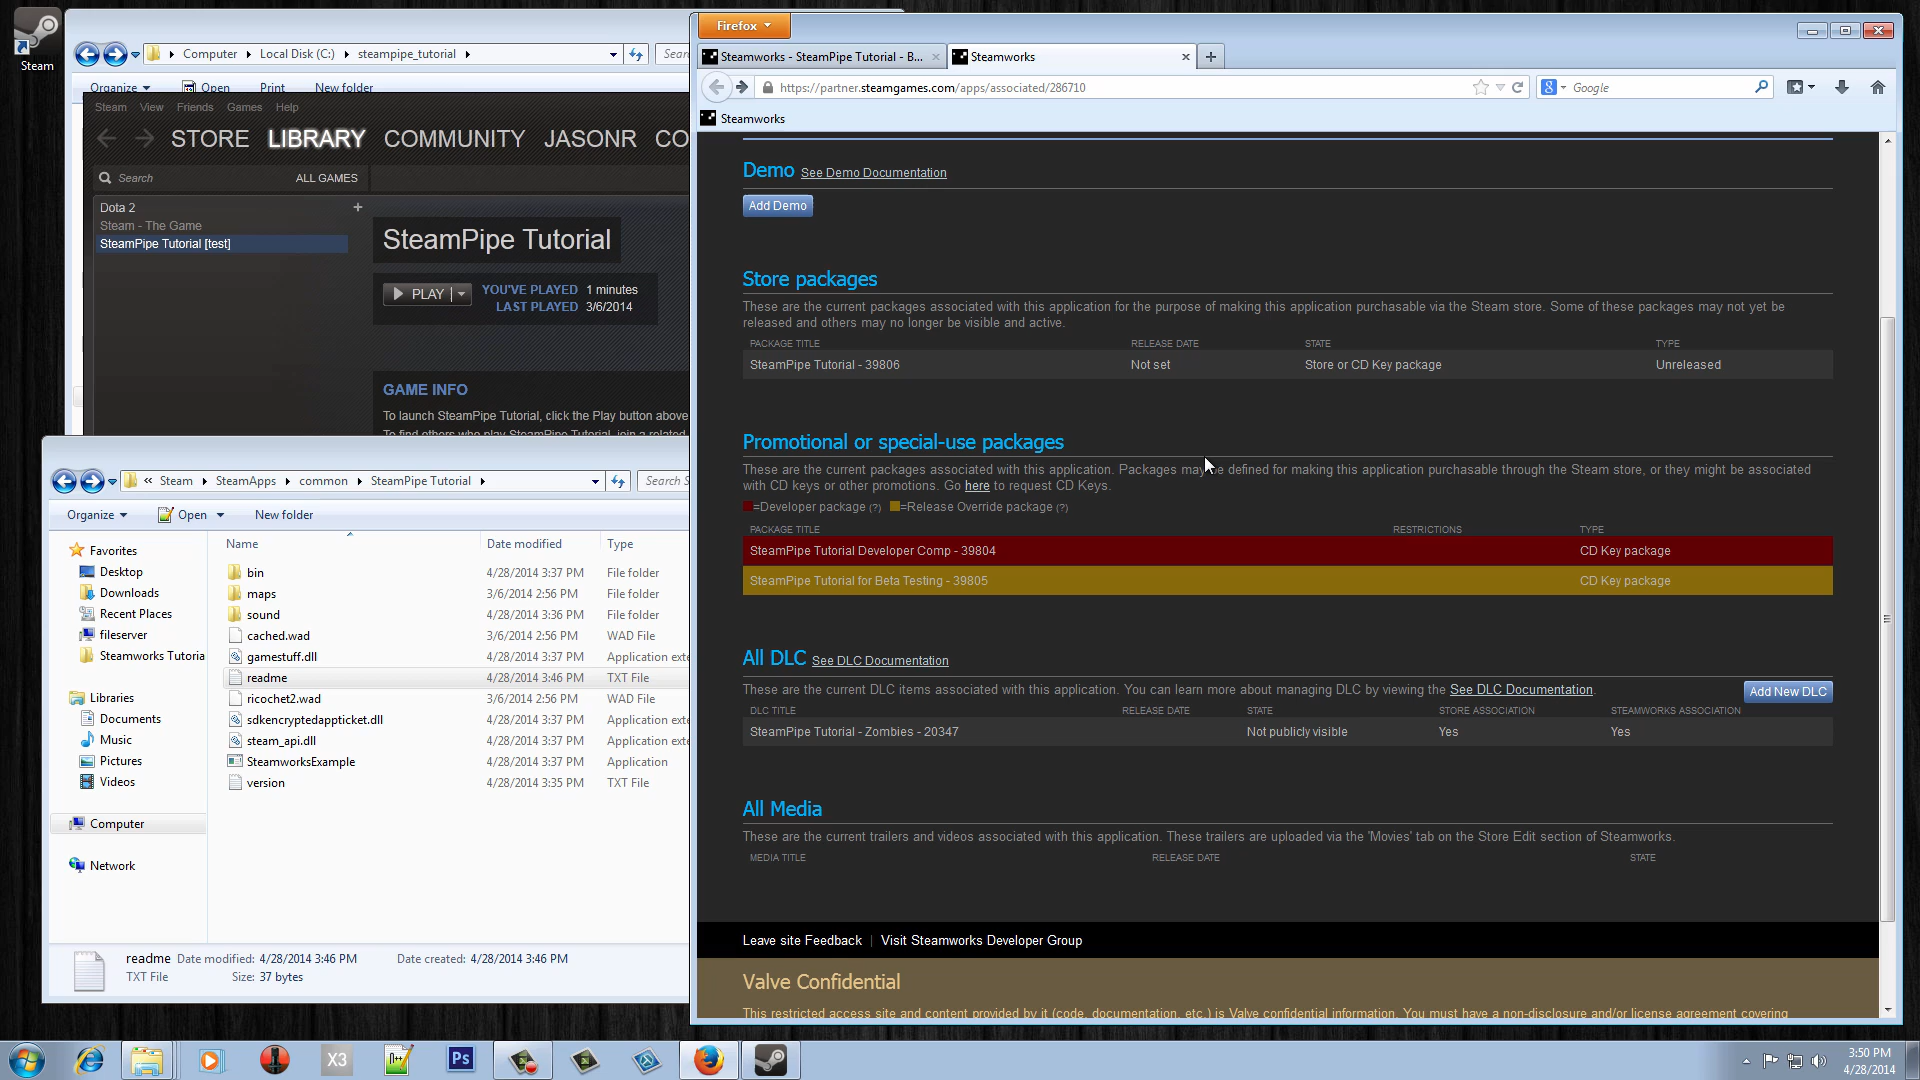 Steam
Computer
Local Disk (C:)
steampipe_tutorial
Sear
Organize
Open
Print
New folder
Steam View Friends Games Help
STORE LIBRARY COMMUNITY JASONR CO
Search
ALL GAMES
Dota 2 +
Steam - The Game
SteamPipe Tutorial [test]
SteamPipe Tutorial
PLAY
YOU'VE PLAYED 1 minutes
LAST PLAYED 3/6/2014
GAME INFO
To launch SteamPipe Tutorial, click the Play button above
To find others who play SteamPipe Tutorial, join a related
« Steam SteamApps common SteamPipe Tutorial
Search S
Organize Open New folder
Name Date modified Type
Favorites
Desktop
Downloads
Recent Places
fileserver
Steamworks Tutoria
Libraries
Documents
Music
Pictures
Videos
Computer
Network
bin 4/28/2014 3:37 PM File folder
maps 3/6/2014 2:56 PM File folder
sound 4/28/2014 3:36 PM File folder
cached.wad 3/6/2014 2:56 PM WAD File
gamestuff.dll 4/28/2014 3:37 PM Application exte
readme 4/28/2014 3:46 PM TXT File
ricochet2.wad 3/6/2014 2:56 PM WAD File
sdkencryptedappticket.dll 4/28/2014 3:37 PM Application exte
steam_api.dll 4/28/2014 3:37 PM Application exte
SteamworksExample 4/28/2014 3:37 PM Application
version 4/28/2014 3:35 PM TXT File
readme Date modified: 4/28/2014 3:46 PM Date created: 4/28/2014 3:46 PM
TXT File Size: 37 bytes
Firefox
Steamworks - SteamPipe Tutorial - B...
Steamworks
https://partner.steamgames.com/apps/associated/286710
Google
Steamworks
Demo See Demo Documentation
Add Demo
Store packages
These are the current packages associated with this application for the purpose of making this application purchasable via the Steam store. Some of these packages may not yet be
released and others may no longer be visible and active.
PACKAGE TITLE RELEASE DATE STATE TYPE
SteamPipe Tutorial - 39806 Not set Store or CD Key package Unreleased
Promotional or special-use packages
These are the current packages associated with this application. Packages may be defined for making this application purchasable through the Steam store, or they might be associated
with CD keys or other promotions. Go here to request CD Keys.
=Developer package (?) =Release Override package (?)
PACKAGE TITLE RESTRICTIONS TYPE
SteamPipe Tutorial Developer Comp - 39804 CD Key package
SteamPipe Tutorial for Beta Testing - 39805 CD Key package
All DLC See DLC Documentation
These are the current DLC items associated with this application. You can learn more about managing DLC by viewing the See DLC Documentation.
Add New DLC
DLC TITLE RELEASE DATE STATE STORE ASSOCIATION STEAMWORKS ASSOCIATION
SteamPipe Tutorial - Zombies - 20347 Not publicly visible Yes Yes
All Media
These are the current trailers and videos associated with this application. These trailers are uploaded via the 'Movies' tab on the Store Edit section of Steamworks.
MEDIA TITLE RELEASE DATE STATE
Leave site Feedback | Visit Steamworks Developer Group
Valve Confidential
This restricted access site and content provided by it (code, documentation, etc.) is Valve confidential information. You must have a non-disclosure and/or license agreement covering
X3
Ps
3:50 PM
4/28/2014